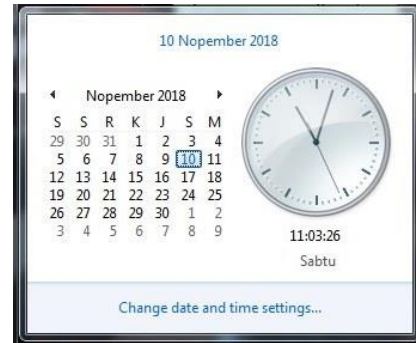 10 Nopember 2018
Nopember 2018
S S R K J S M
29 30 31 1 2 3 4
5 6 7 8 9 10 11
12 13 14 15 16 17 18
19 20 21 22 23 24 25
26 27 28 29 30 1 2
3 4 5 6 7 8 9
11:03:26
Sabtu
Change date and time settings...